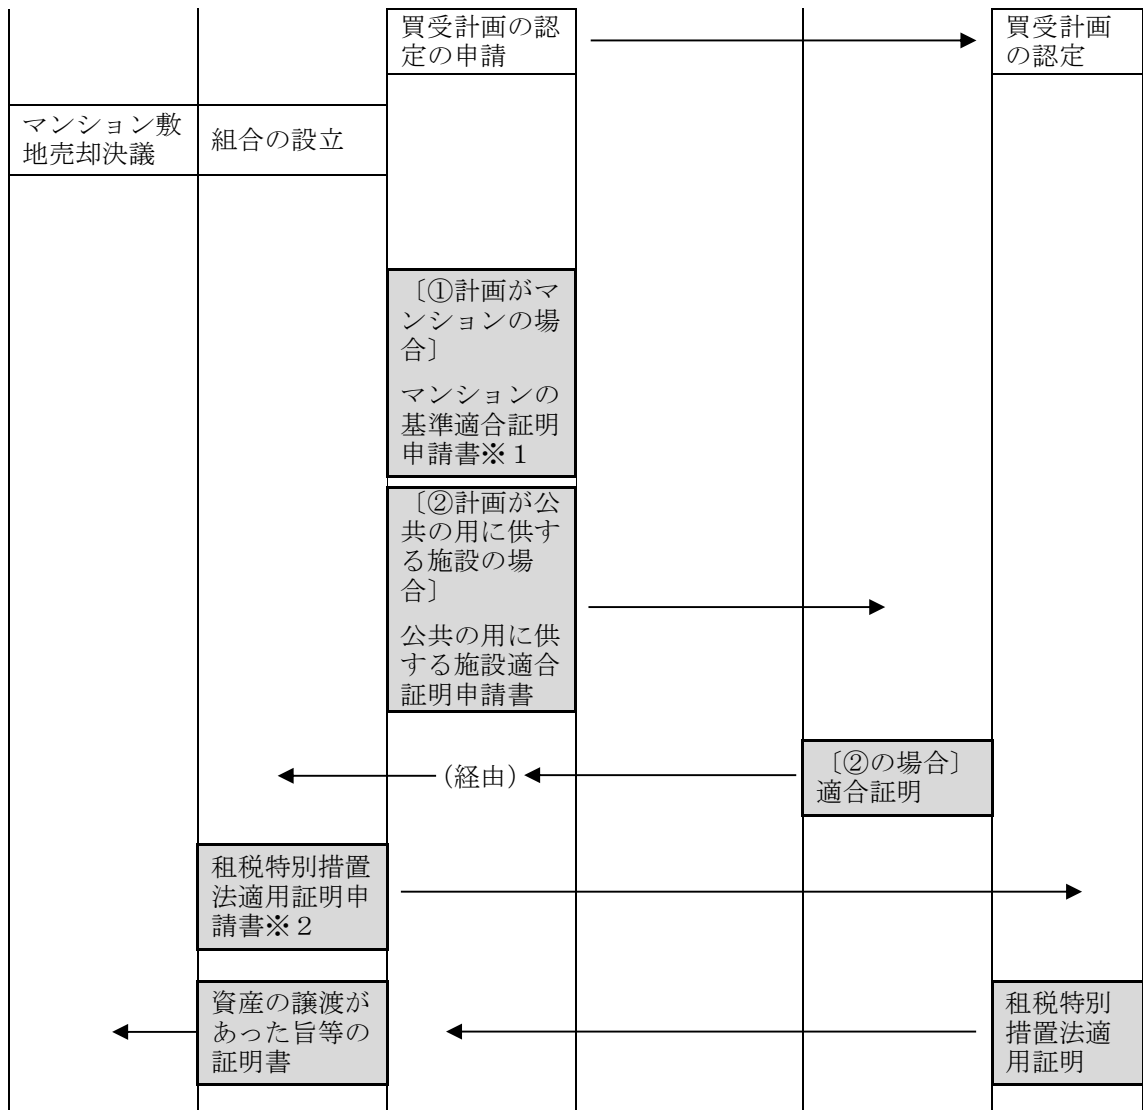 買受計画の認
定の申請
買受計画
の認定
マンション敷
地売却決議
組合の設立
〔①計画がマ
ンションの場
合〕
マンションの
基準適合証明
申請書※１
〔②計画が公
共の用に供す
る施設の場
合〕
公共の用に供
する施設適合
証明申請書
(経由)
〔②の場合〕
適合証明
租税特別措置
法適用証明申
請書※２
資産の譲渡が
あった旨等の
証明書
租税特別
措置法適
用証明